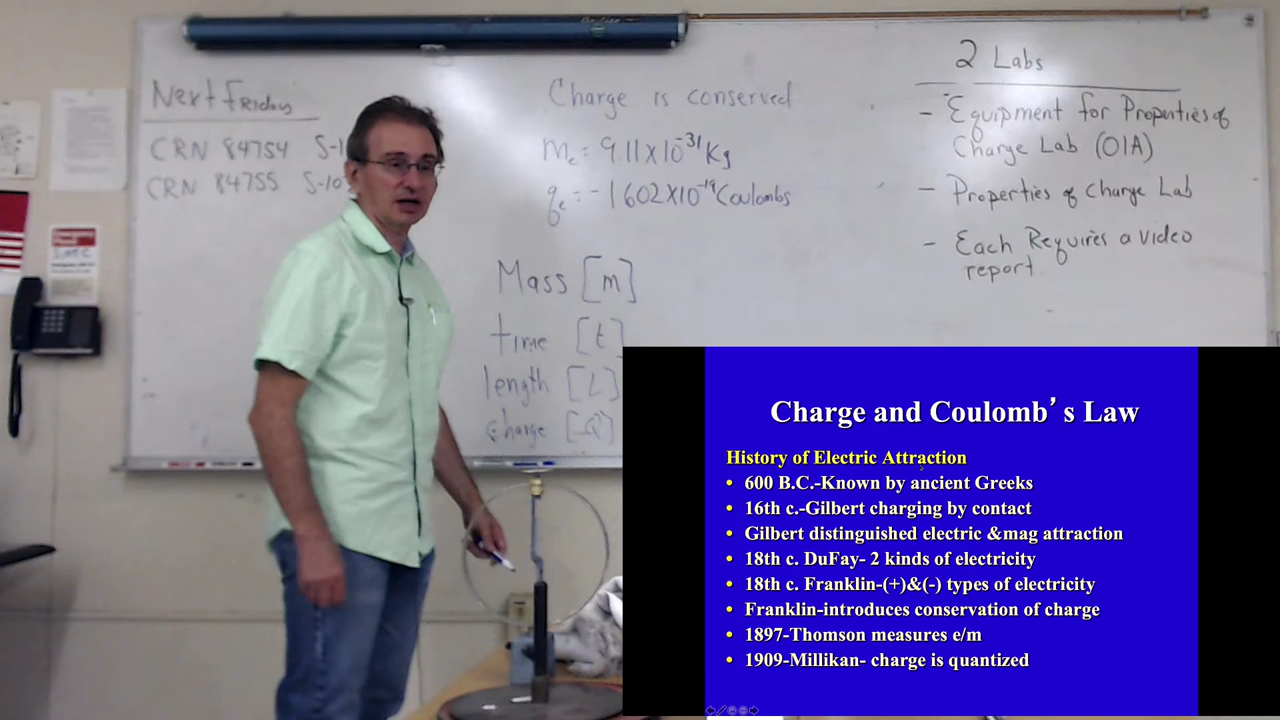 Next Friday
CRN 84754 S-1
CRN 84755 S-10
Charge is conserved
me = 9.11X10^-31 Kg
qe = -1.602X10^-19 Coulombs
Mass [m]
time [t]
length [L]
charge [Q]
2 Labs
- Equipment for Properties of
Charge Lab (01A)
- Properties of Charge Lab
- Each Requires a video
report.
Charge and Coulomb's Law
History of Electric Attraction
• 600 B.C.-Known by ancient Greeks
• 16th c.-Gilbert charging by contact
• Gilbert distinguished electric &mag attraction
• 18th c. DuFay- 2 kinds of electricity
• 18th c. Franklin-(+)&(-) types of electricity
• Franklin-introduces conservation of charge
• 1897-Thomson measures e/m
• 1909-Millikan- charge is quantized